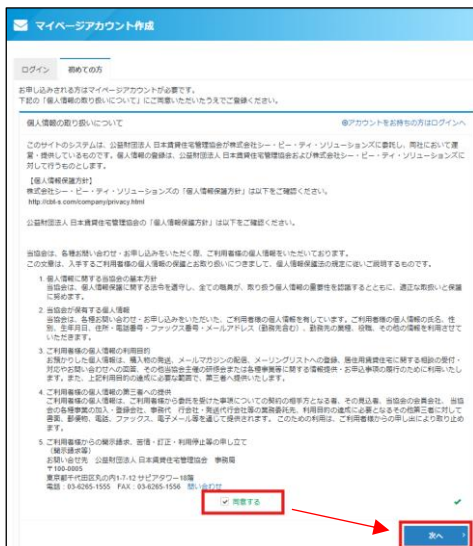 マイページアカウント作成
ログイン 初めての方
お申し込みされる方はマイページアカウントが必要です。
下記の「個人情報の取り扱いについて」にご同意いただいたうえでご登録ください。
個人情報の取り扱いについて
アカウントをお持ちの方はログインへ
このサイトのシステムは、公益財団法人 日本賃貸住宅管理協会が株式会社シー・ビー・ティ・ソリューションズに委託し、両社において運
営・提供しているものです。個人情報の登録は、公益財団法人 日本賃貸住宅管理協会および株式会社シー・ビー・ティ・ソリューションズに
対して行うものとします。
【個人情報保護方針】
株式会社シー・ビー・ティ・ソリューションズの「個人情報保護方針」は以下をご確認ください。
http://cbt-s.com/company/privacy.html
公益財団法人 日本賃貸住宅管理協会の「個人情報保護方針」は以下をご確認ください。
当協会は、各種お問い合わせ・お申し込みをいただく際、ご利用者様の個人情報をいただいております。
この文章は、入手するご利用者様の個人情報の保護とお取り扱いにつきまして、個人情報保護法の規定に従いご説明するものです。
1. 個人情報に関する当協会の基本方針
当協会は、個人情報保護に関する法令を遵守し、全ての職員が、取り扱う個人情報の重要性を認識するとともに、適正な取扱いと保護
に努めます。
2. 当協会が保有する個人情報
当協会は、各種お問い合わせ・お申し込みをいただいた、ご利用者様の個人情報を有しています。ご利用者様の個人情報の氏名、性
別、生年月日、住所・電話番号・ファックス番号・メールアドレス（勤務先含む）、勤務先の業種、役職、その他の情報を利用させて
いただきます。
3. ご利用者様の個人情報の利用目的
お預かりした個人情報は、購入物の発送、メールマガジンの配信、メーリングリストへの登録、居住用賃貸住宅に関する相談の受付・
対応やお問い合わせへの回答、その他当協会主催の研修会または各種事業等に関する情報提供・お申込事項の履行のために利用いたし
ます。また、上記利用目的の達成に必要な範囲で、第三者へ提供いたします。
4. ご利用者様の個人情報の第三者への提供
ご利用者様の個人情報は、ご利用者様から委託を受けた事項についての契約の相手方となる者、その見込者、当協会の会員会社、当協
会の各種事業の加入・登録会社、事務代 行会社・発送代行会社等の業務委託先、利用目的の達成に必要となるその他第三者に対して
書面、郵便物、電話、ファックス、電子メール等を通じて提供されます。 このための利用は、ご利用者様からの申し出により取り止め
ます。
5. ご利用者様からの開示請求、苦情・訂正・利用停止等の申し立て
（開示請求等）
お問い合せ先 公益財団法人 日本賃貸住宅管理協会 事務局
〒100-0005
東京都千代田区丸の内1-7-12 サピアタワー18階
電話：03-6265-1555 FAX：03-6265-1556 問い合わせ
同意する
次へ